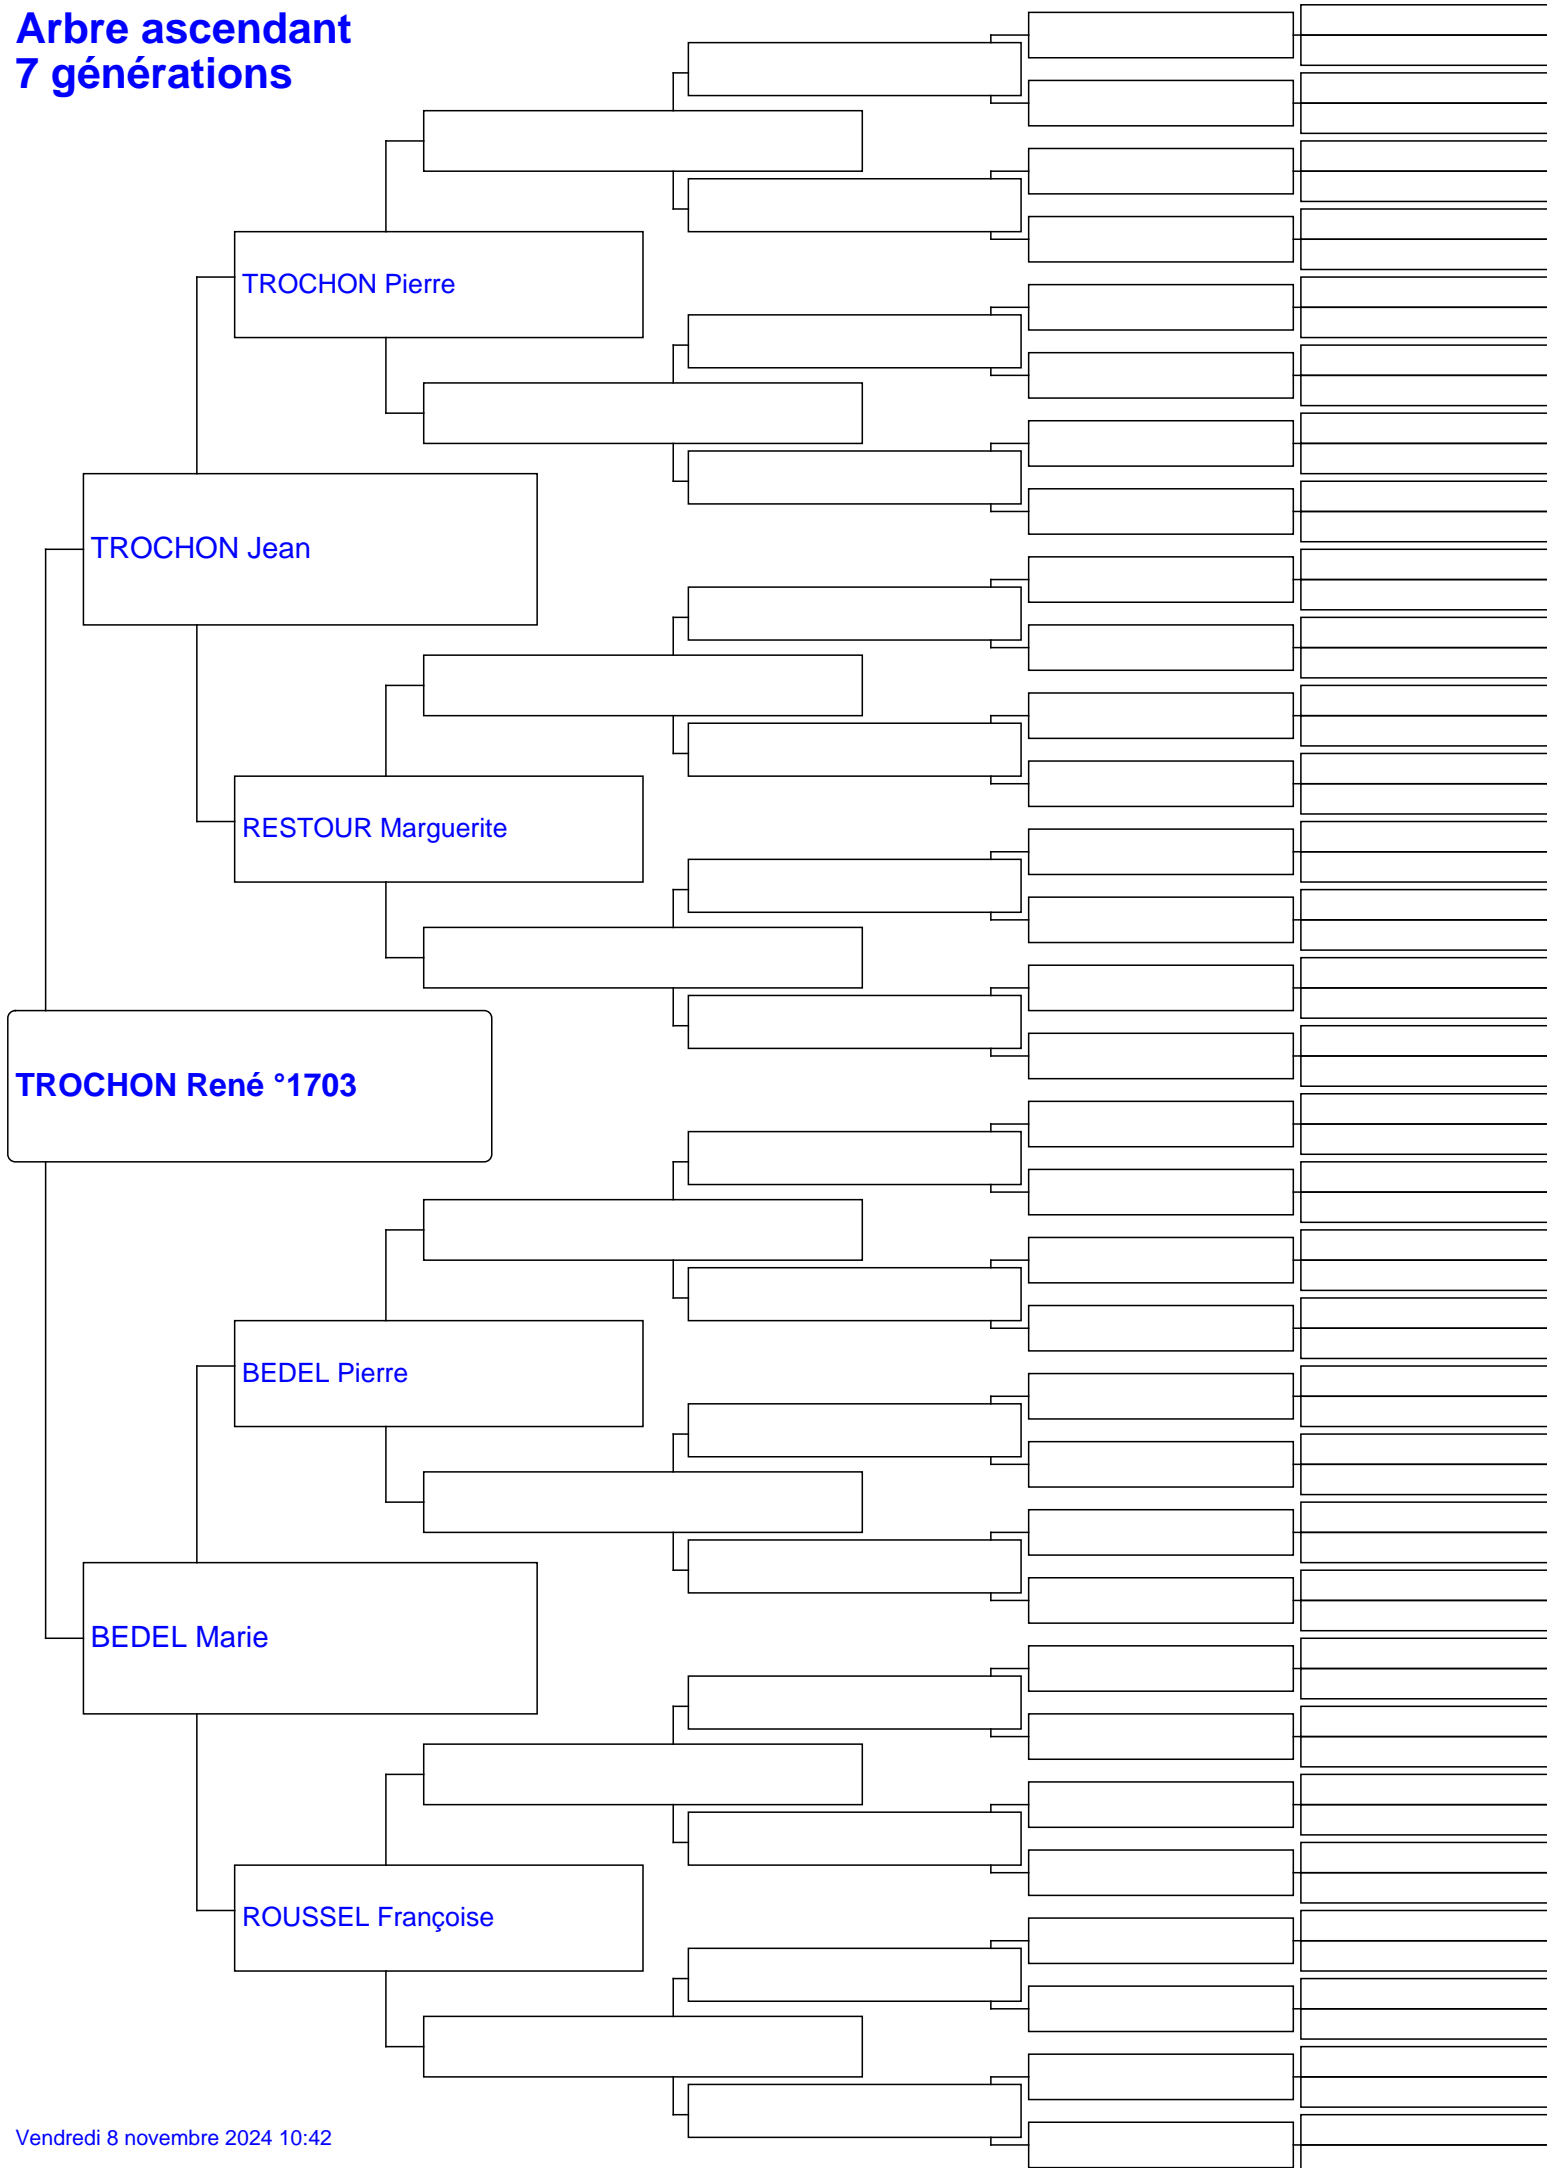 Arbre ascendant
7 générations
TROCHON Pierre
TROCHON Jean
RESTOUR Marguerite
TROCHON René °1703
BEDEL Pierre
BEDEL Marie
ROUSSEL Françoise
Vendredi 8 novembre 2024 10:42